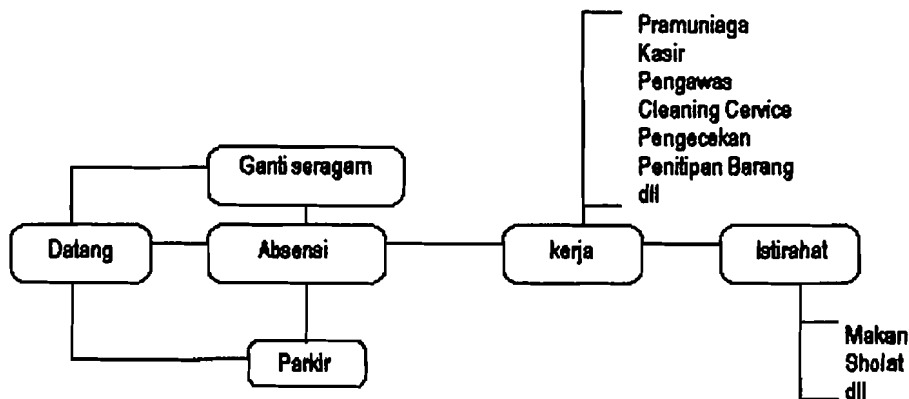 Pramuniaga
Kasir
Pengawas
Cleaning Cervice
Pengecekan
Penitipan Barang
dll
Ganti seragam
Datang
Absensi
kerja
Istirahat
Parkir
Makan
Sholat
dll